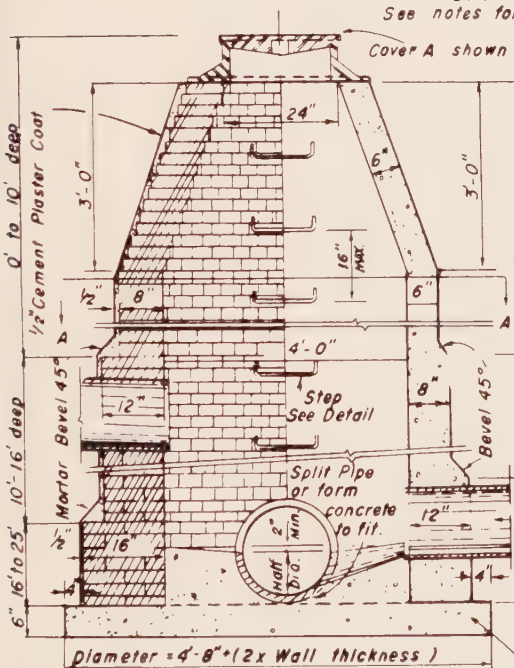 See notes for
Cover A shown
24"
6"
3'-0"
3'-0"
0' to 10' deep
1/2" Cement Plaster Coat
16" MAX.
1/2"
8"
6"
A
A
4'-0"
8"
Step
See Detail
Bevel 45°
12"
Mortar Bevel 45°
10'-16' deep
Split Pipe
or form
concrete
to fit.
12"
2" Min.
Half Dia.
1/2"
16"
16' to 25'
4"
4"
6"
Diameter = 4'-8" + (2x Wall thickness)